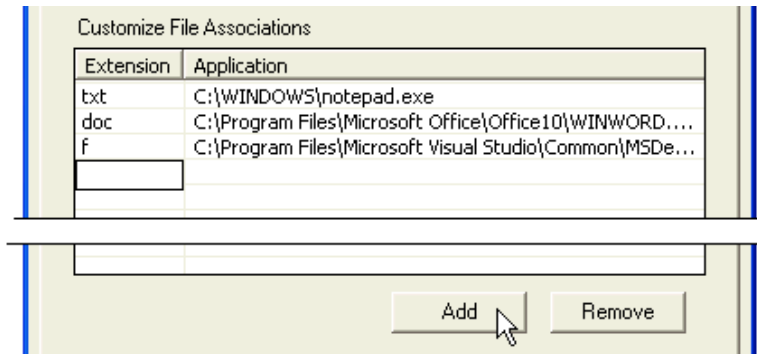 Customize File Associations
Extension Application
txt C:\WINDOWS\notepad.exe
doc C:\Program Files\Microsoft Office\Office10\WINWORD....
f C:\Program Files\Microsoft Visual Studio\Common\MSDe...
Add Remove